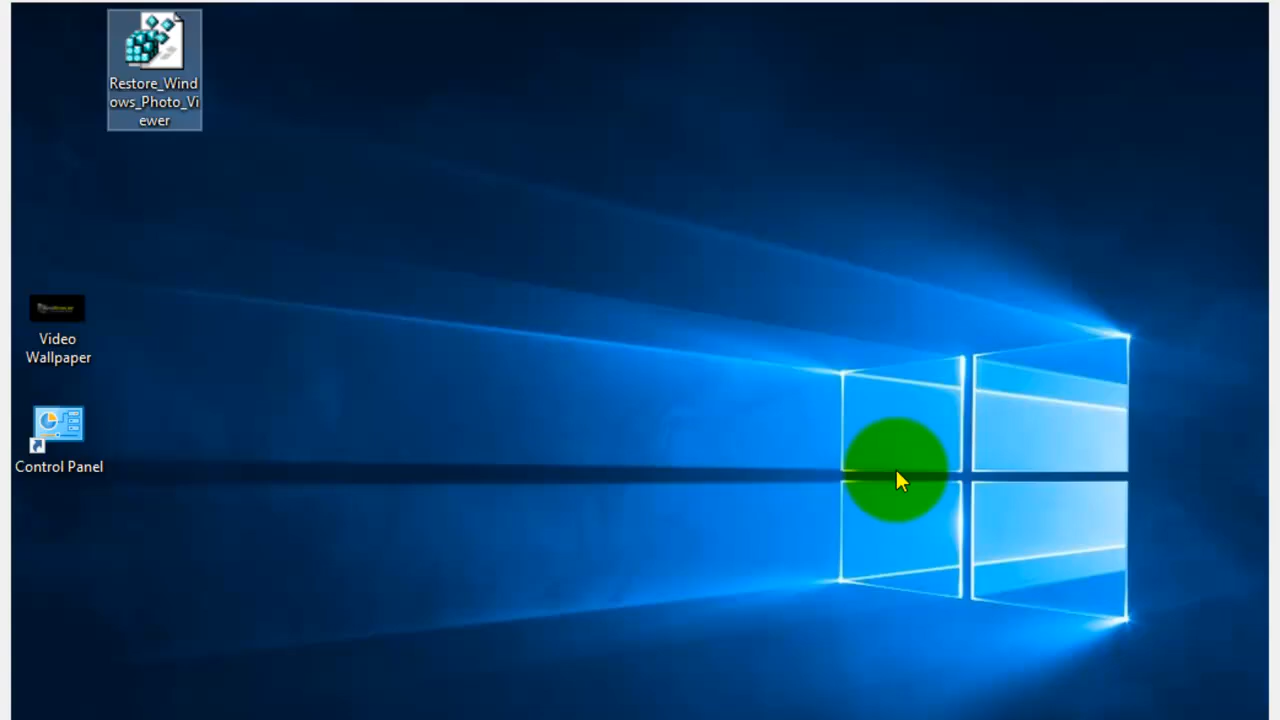 Restore_Wind
ows_Photo_Vi
ewer
Video
Wallpaper
Control Panel